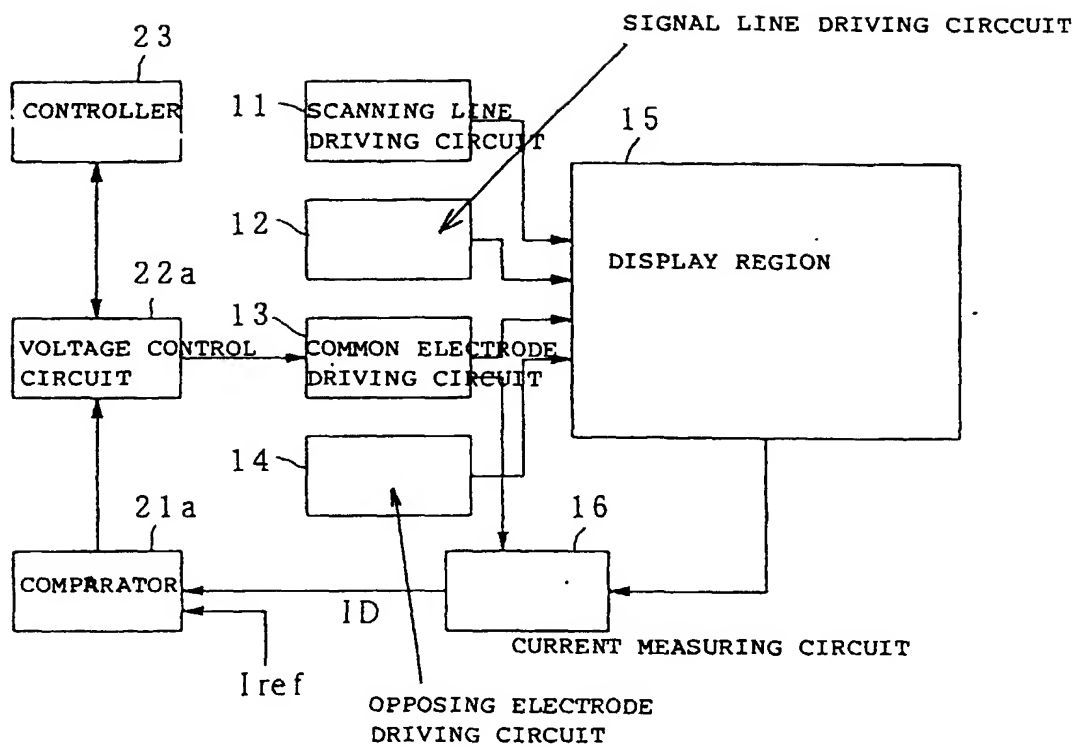 SIGNAL LINE DRIVING CIRCCUIT
23
CONTROLLER
11
SCANNING LINE
DRIVING CIRCUIT
15
12
DISPLAY REGION
22a
VOLTAGE CONTROL
CIRCUIT
13
COMMON ELECTRODE
DRIVING CIRCUIT
14
21a
COMPARATOR
16
ID
CURRENT MEASURING CIRCUIT
Iref
OPPOSING ELECTRODE
DRIVING CIRCUIT